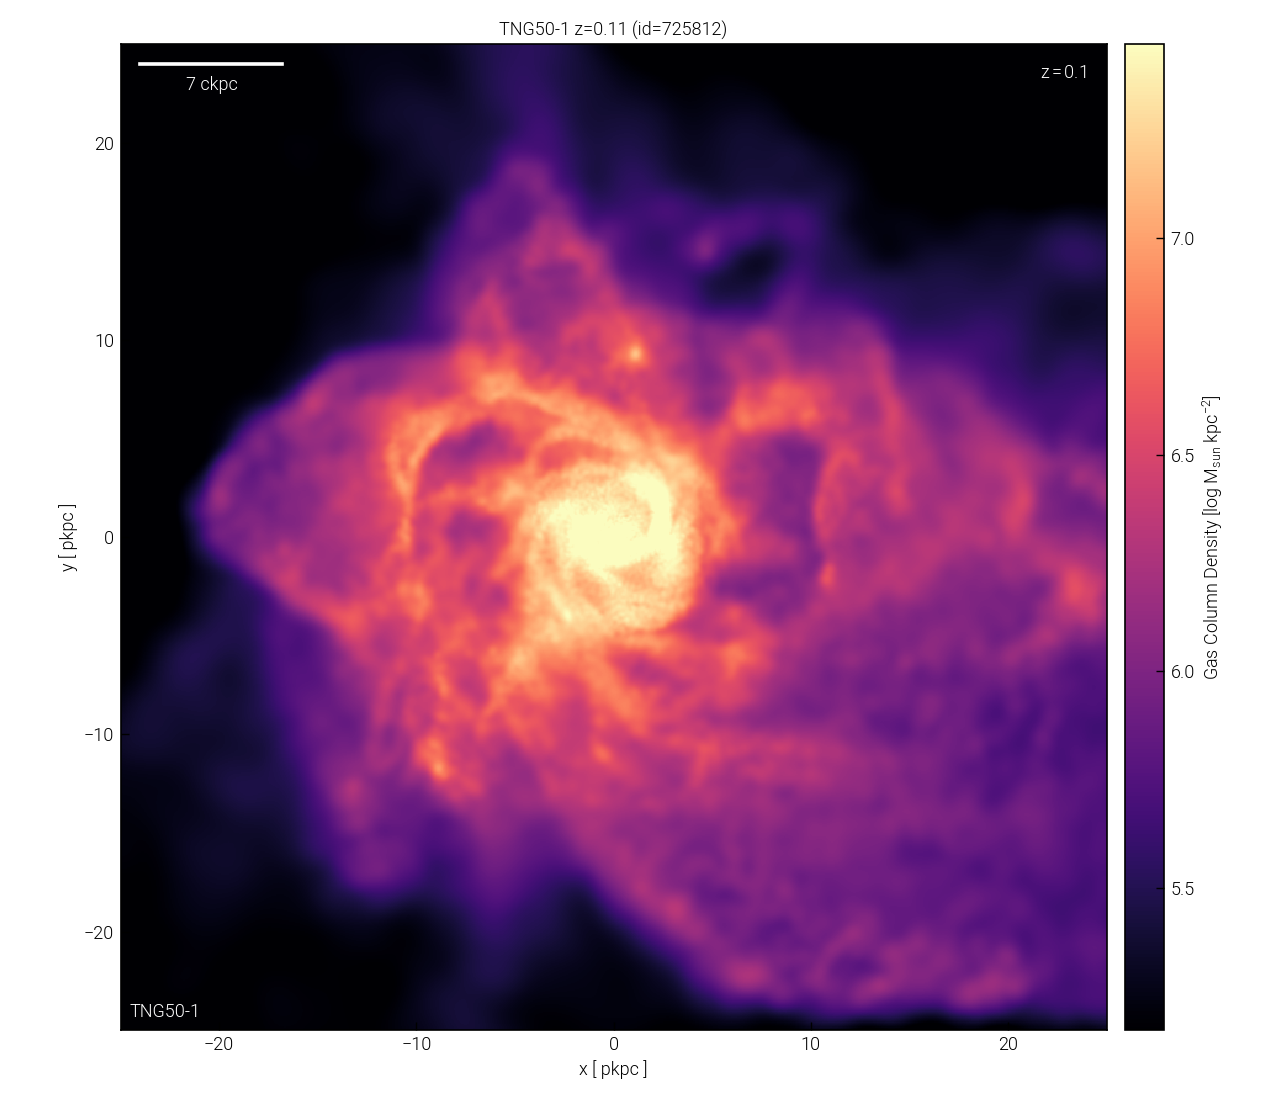 TNG50-1 z=0.11 (id=725812)
7 ckpc
z = 0.1
20
10
0
−10
−20
y [ pkpc ]
TNG50-1
−20
−10
0
10
20
x [ pkpc ]
7.0
6.5
6.0
5.5
Gas Column Density [log M_sun kpc⁻²]